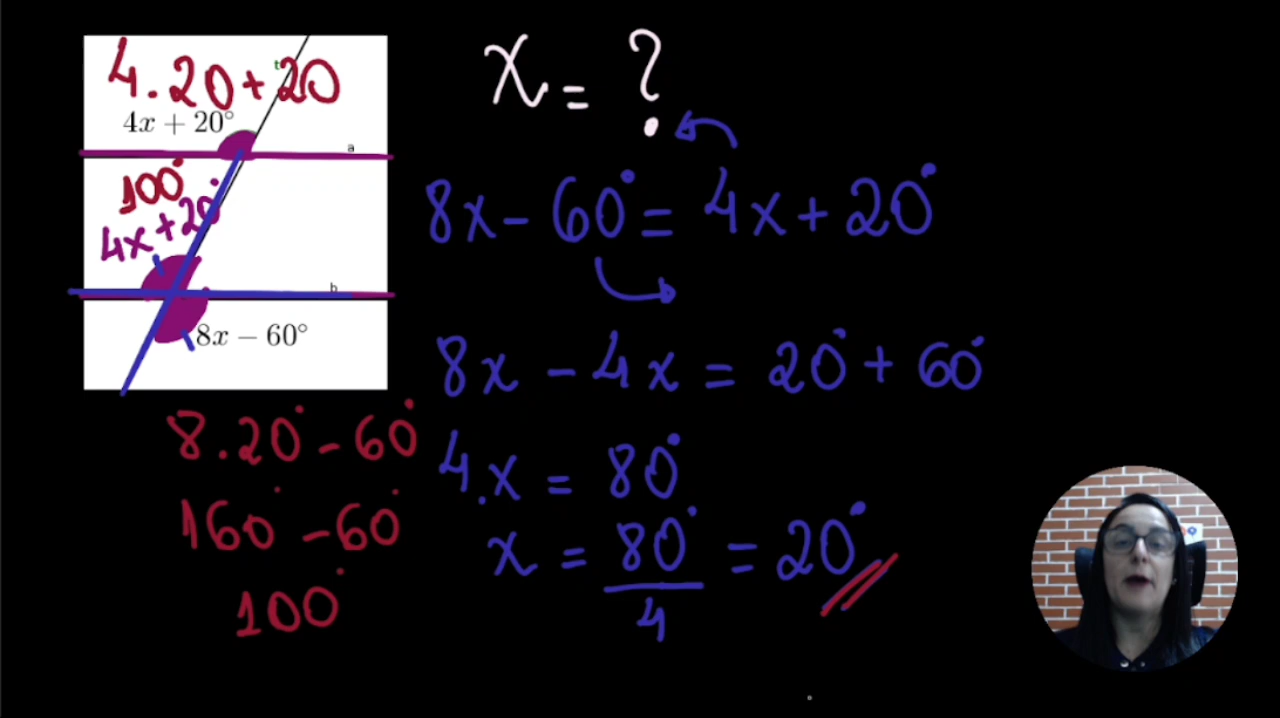 4.20+20
t
4x + 20°
a
100°
4x+20°
b
8x − 60°
8.20° - 60°
160° - 60°
100°
x = ?
8x - 60° = 4x + 20°
8x - 4x = 20° + 60°
4.x = 80°
x = 80°/4 = 20°